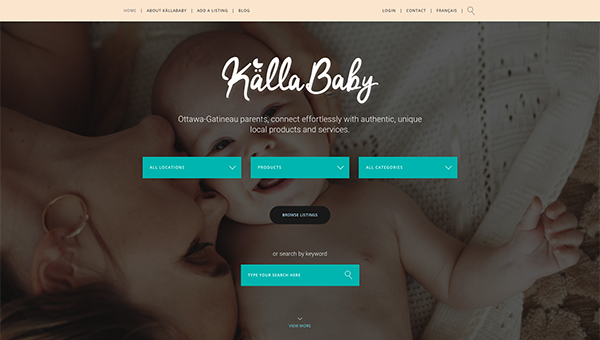 HOME | ABOUT KÄLLABABY | ADD A LISTING | BLOG
LOGIN | CONTACT | FRANÇAIS |
Källa Baby
Ottawa-Gatineau parents, connect effortlessly with authentic, unique
local products and services.
ALL LOCATIONS
PRODUCTS
ALL CATEGORIES
BROWSE LISTINGS
or search by keyword
TYPE YOUR SEARCH HERE
VIEW MORE